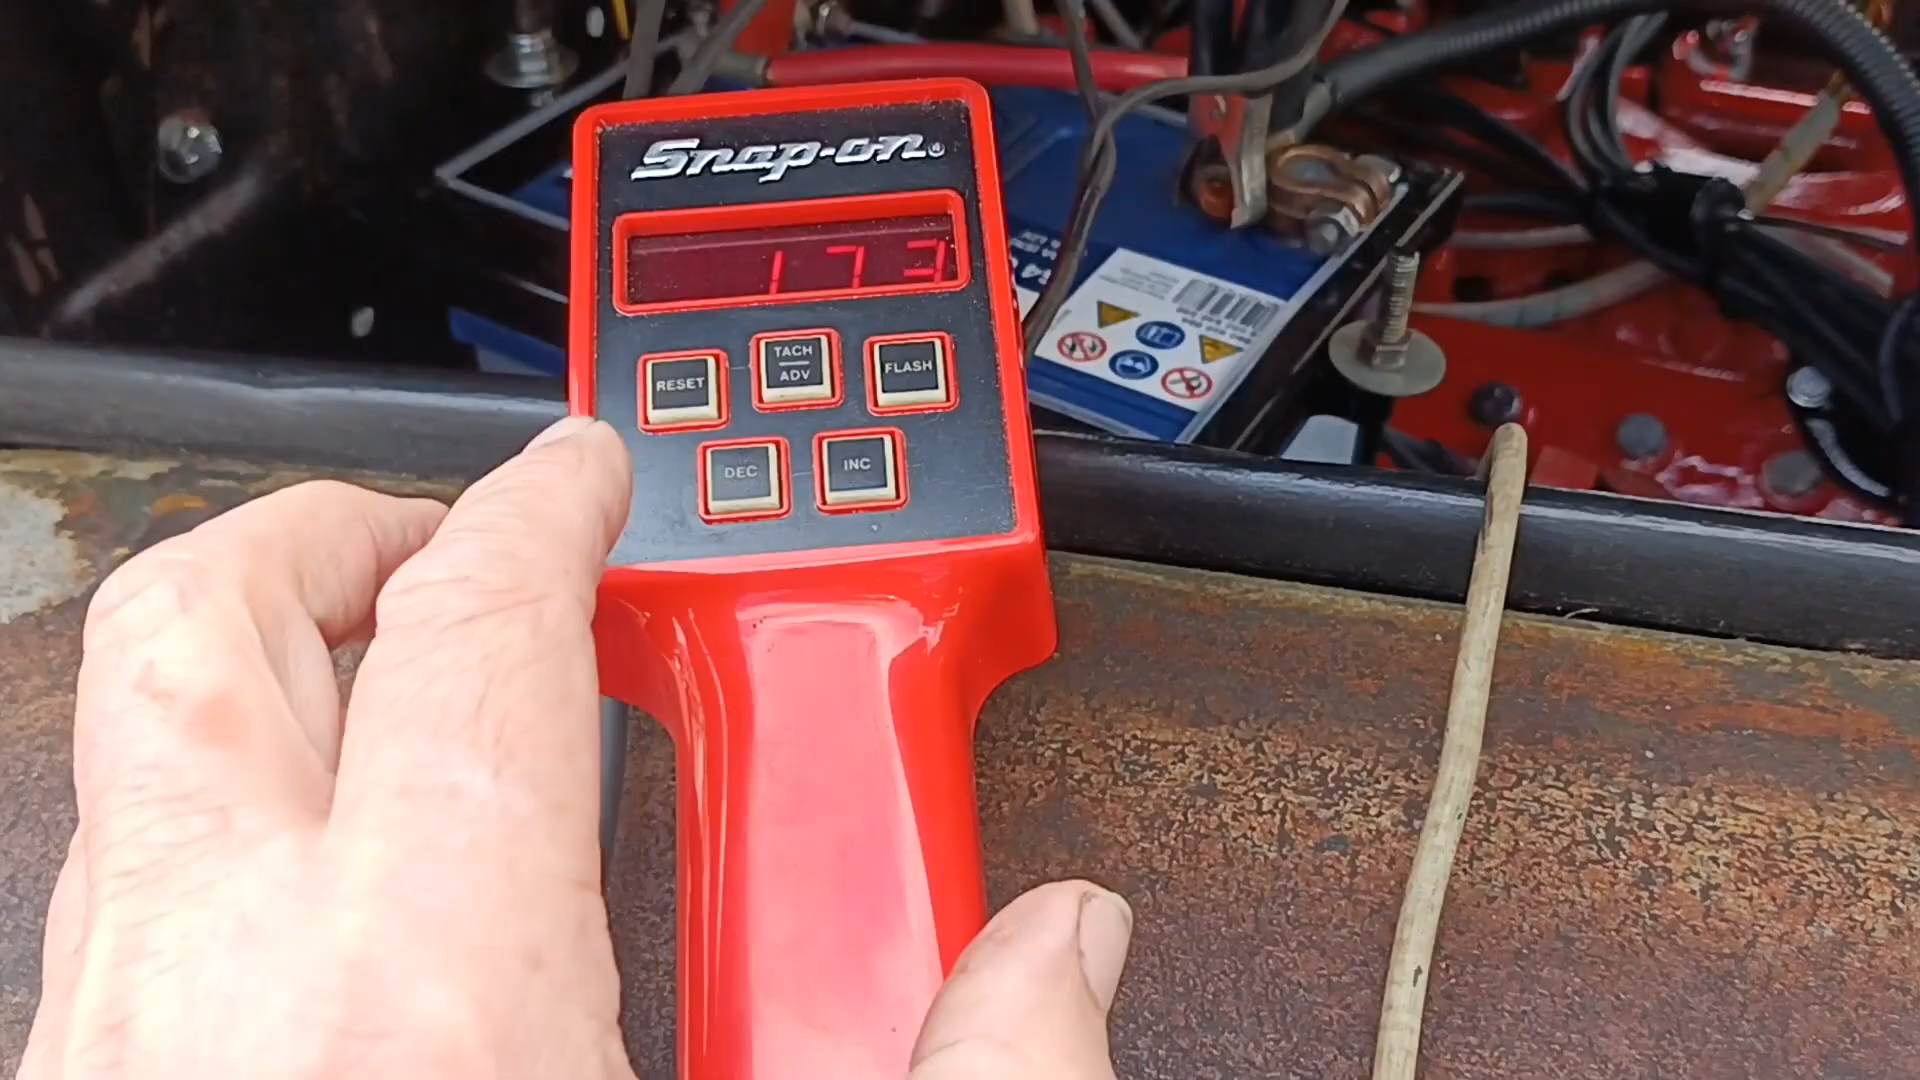 Snap-on®
173
RESET
TACH
ADV
FLASH
DEC
INC